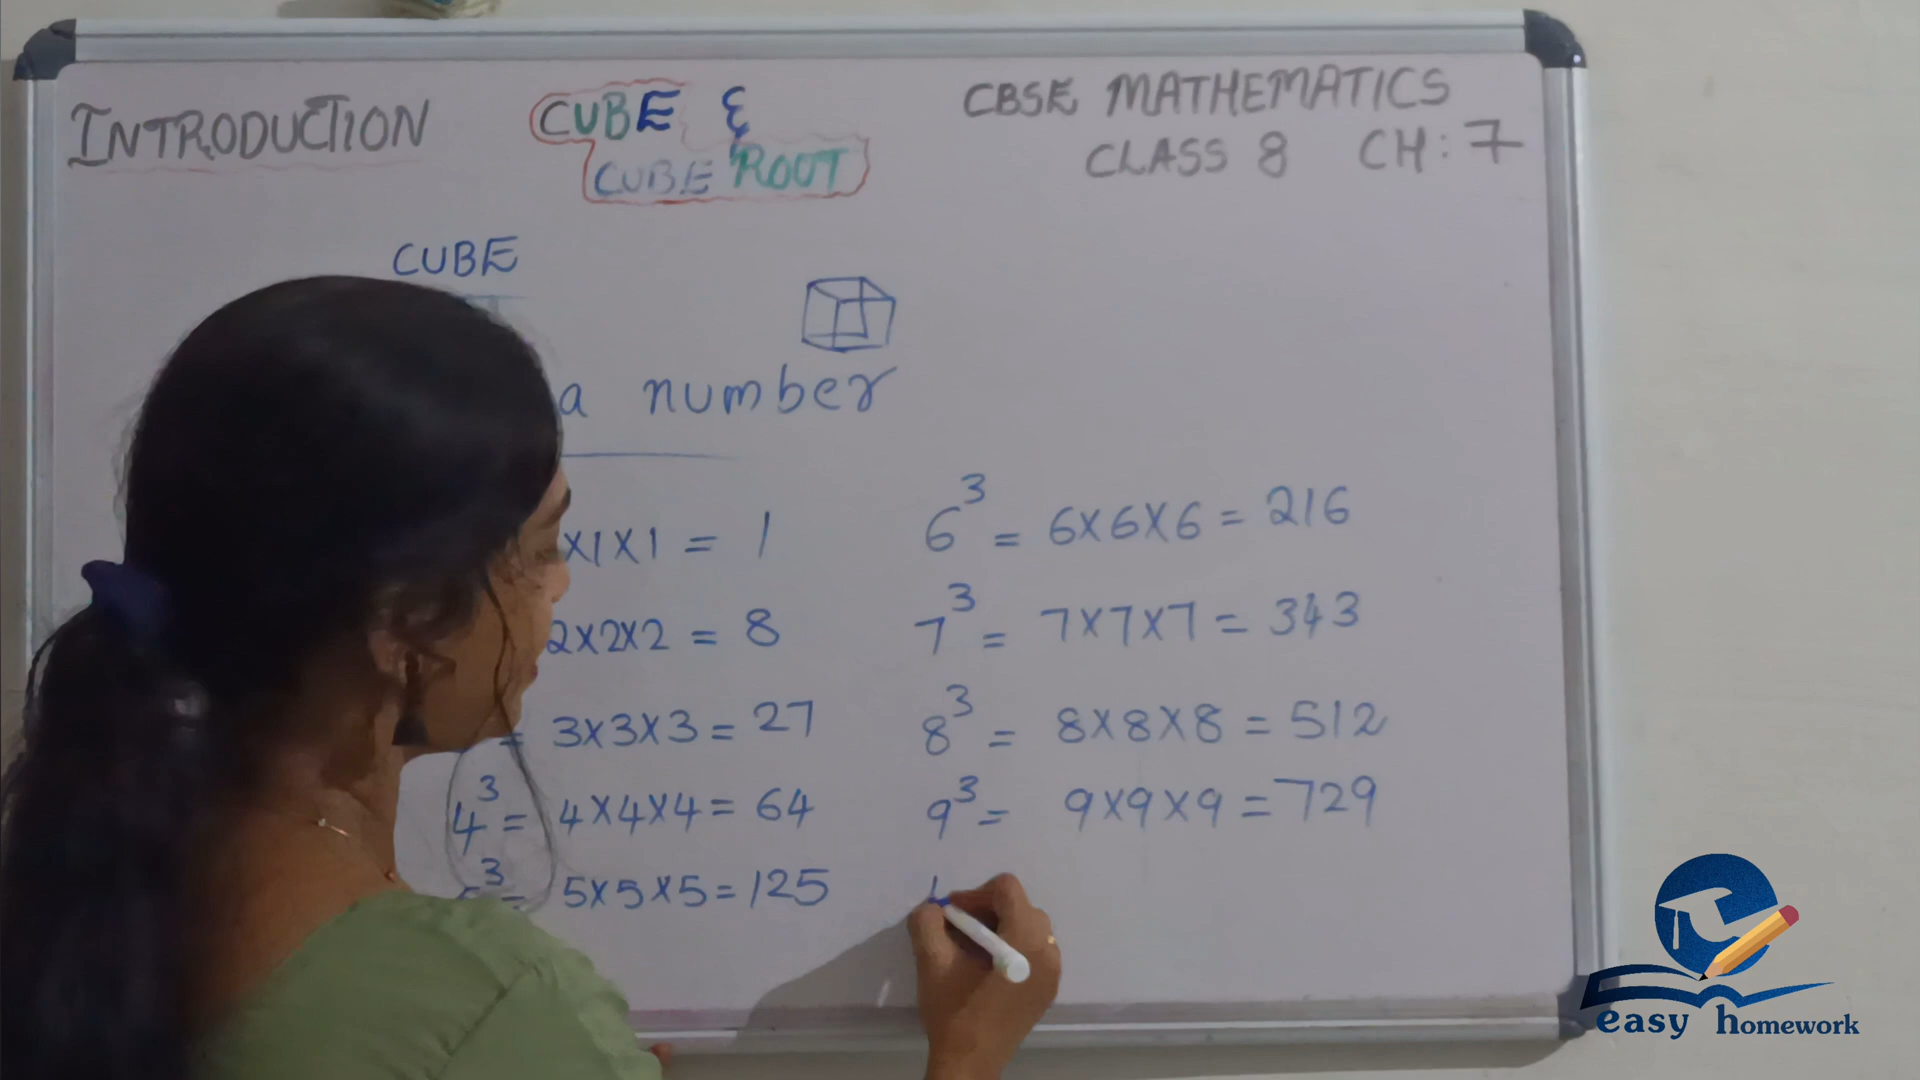 INTRODUCTION
CUBE &
CUBE ROOT
CBSE MATHEMATICS
CLASS 8 CH: 7
CUBE
a number
x1x1 = 1
2x2x2 = 8
= 3x3x3 = 27
4³ = 4x4x4 = 64
³ = 5x5x5 = 125
6³ = 6x6x6 = 216
7³ = 7x7x7 = 343
8³ = 8x8x8 = 512
9³ = 9x9x9 = 729
easy homework